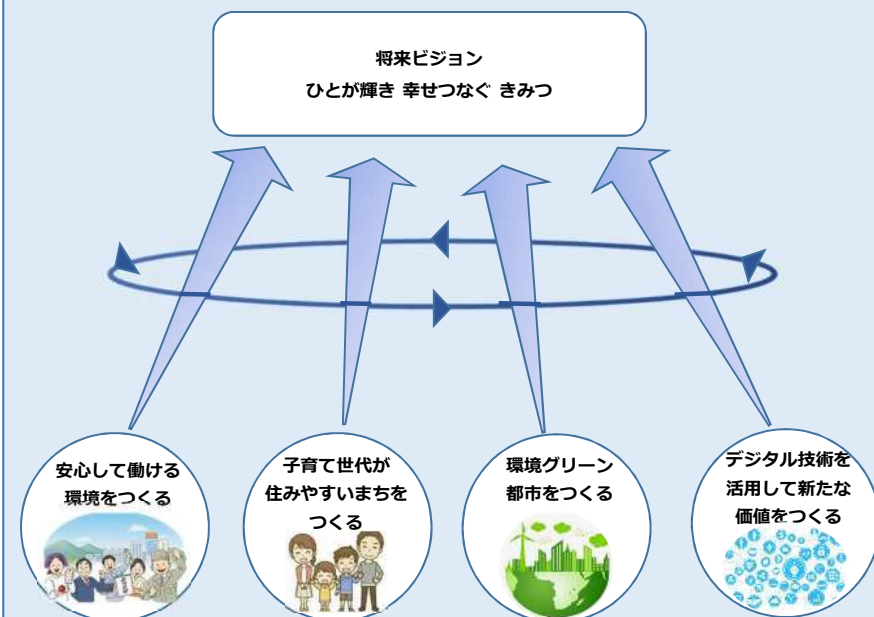 将来ビジョン
ひとが輝き 幸せつなぐ きみつ
安心して働ける
環境をつくる
子育て世代が
住みやすいまちを
つくる
環境グリーン
都市をつくる
デジタル技術を
活用して新たな
価値をつくる